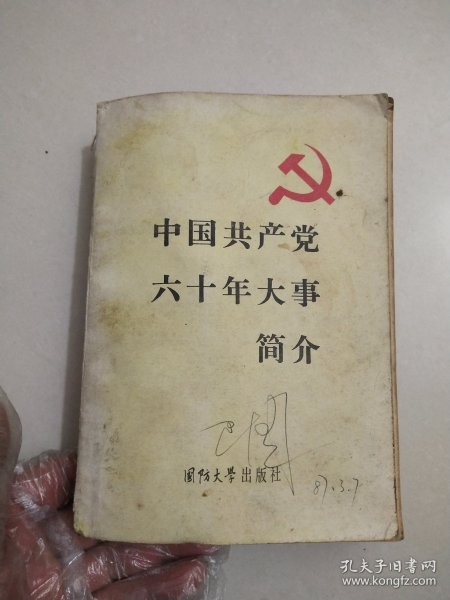 中国共产党
六十年大事
简介
国防大学出版社
87.3.7
孔夫子旧书网
www.kongfz.com